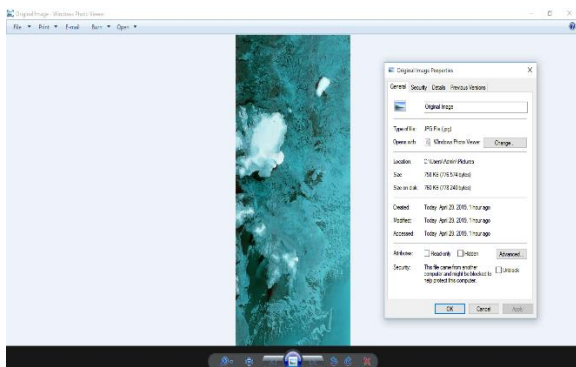 Original Image - Windows Photo Viewer
File Print E-mail Burn Open
Original Image Properties
General Security Details Previous Versions
Original Image
Type of file: JPG File (.jpg)
Opens with: Windows Photo Viewer Change...
Location: C:\Users\Admin\Pictures
Size: 758 KB (776,574 bytes)
Size on disk: 760 KB (778,240 bytes)
Created: Today, April 29, 2019, 1 hour ago
Modified: Today, April 29, 2019, 1 hour ago
Accessed: Today, April 29, 2019, 1 hour ago
Attributes: Read-only Hidden Advanced...
Security: This file came from another
computer and might be blocked to
help protect this computer.
Unblock
OK Cancel Apply